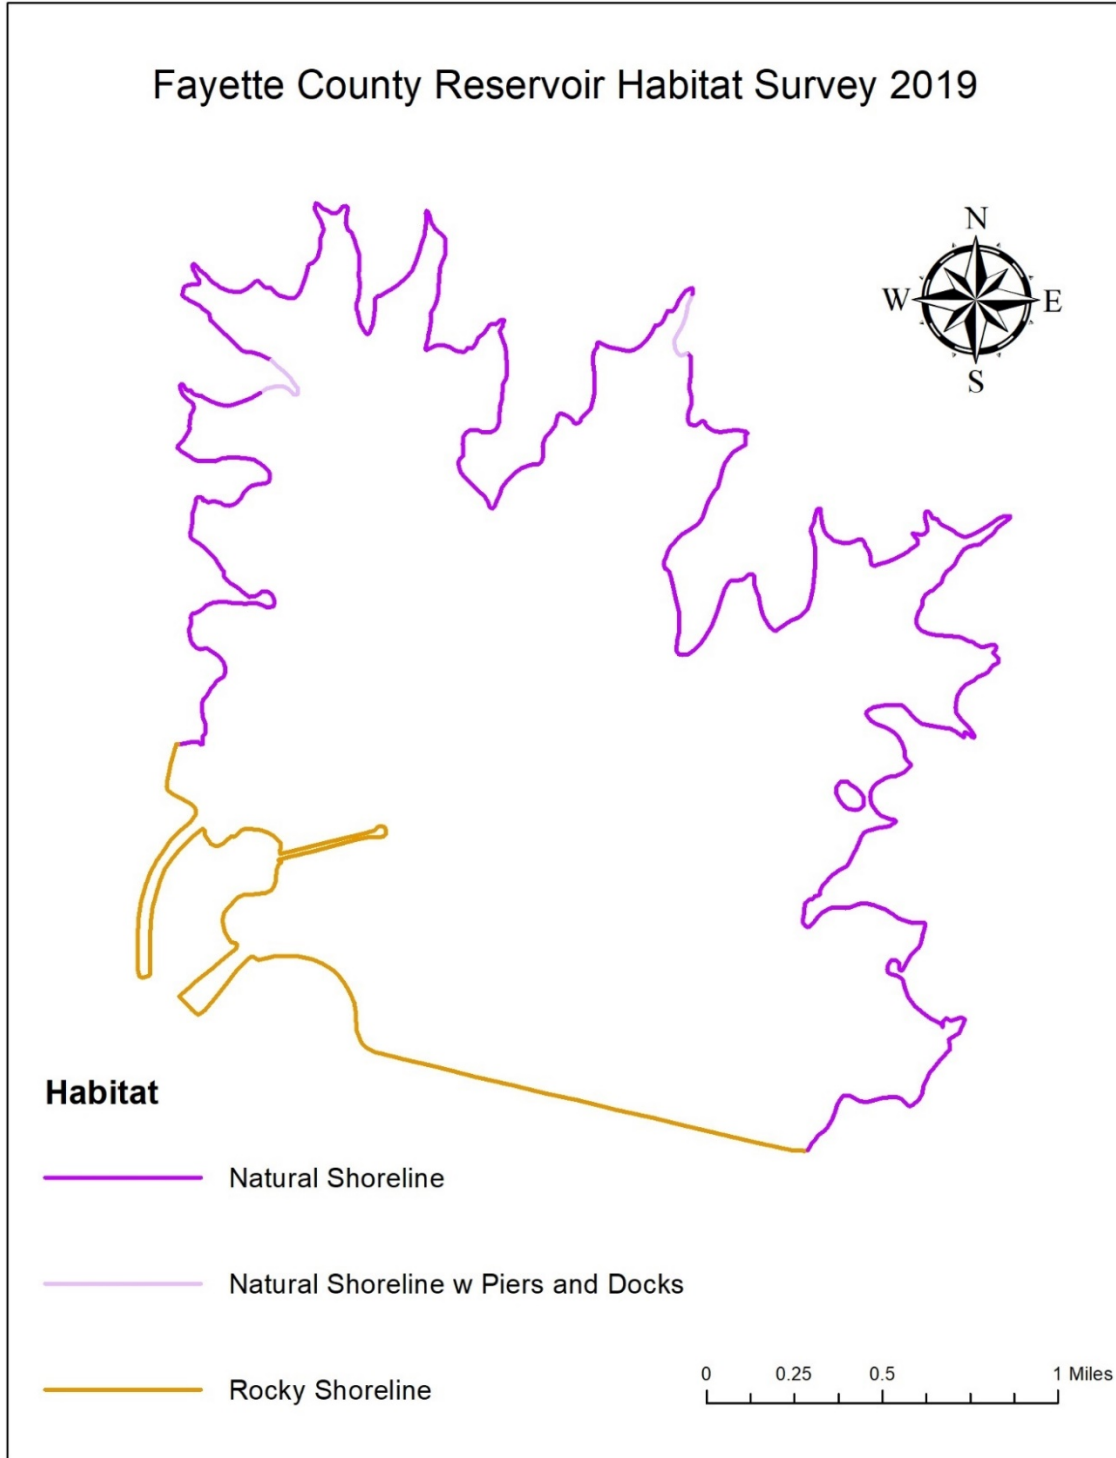 Fayette County Reservoir Habitat Survey 2019
N
W E
S
Habitat
Natural Shoreline
Natural Shoreline w Piers and Docks
Rocky Shoreline
0 0.25 0.5 1 Miles